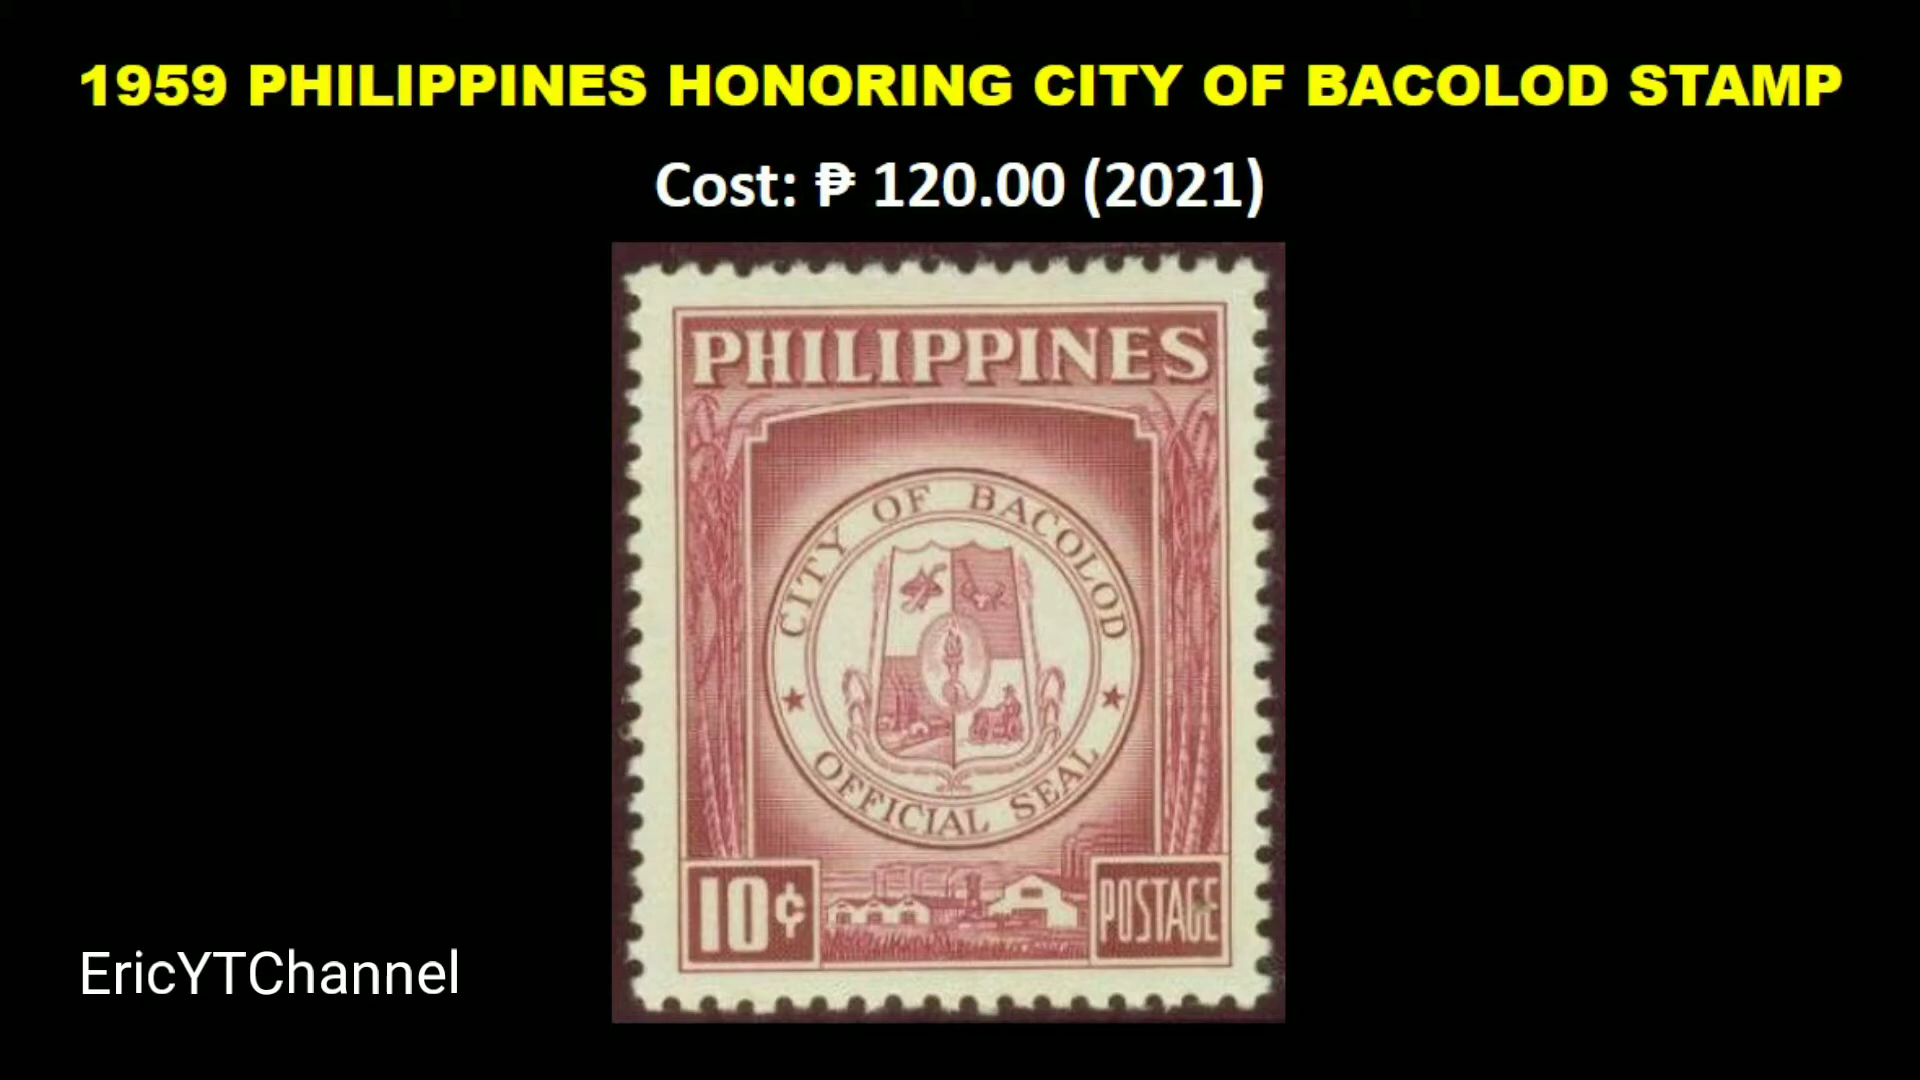 1959 PHILIPPINES HONORING CITY OF BACOLOD STAMP
Cost: ₱ 120.00 (2021)
PHILIPPINES
CITY OF BACOLOD
OFFICIAL SEAL
10¢
POSTAGE
EricYTChannel